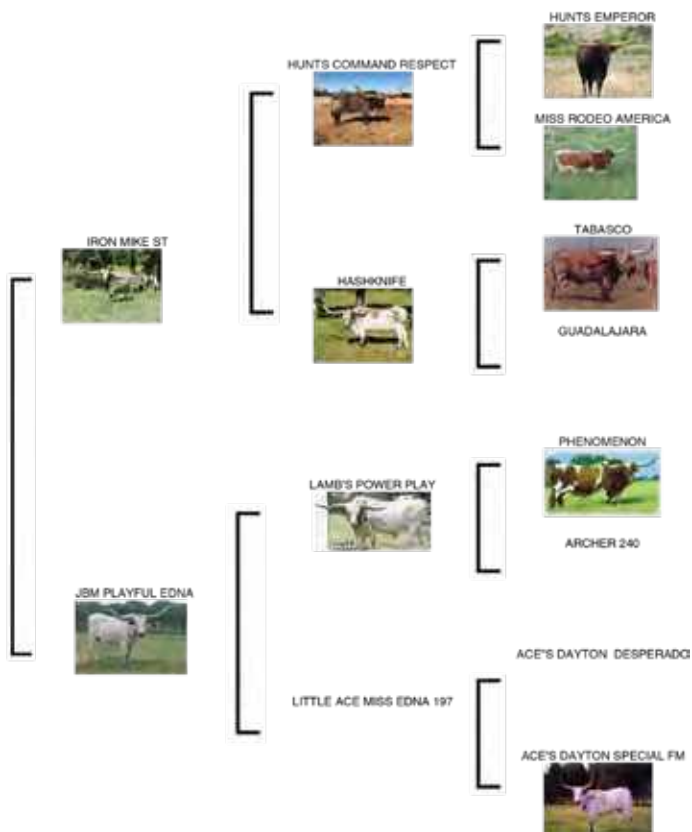 HUNTS EMPEROR
HUNTS COMMAND RESPECT
MISS RODEO AMERICA
IRON MIKE ST
TABASCO
HASHKNIFE
GUADALAJARA
PHENOMENON
LAMB'S POWER PLAY
ARCHER 240
JBM PLAYFUL EDNA
ACE"S DAYTON DESPERADO
LITTLE ACE MISS EDNA 197
ACE"S DAYTON SPECIAL FM